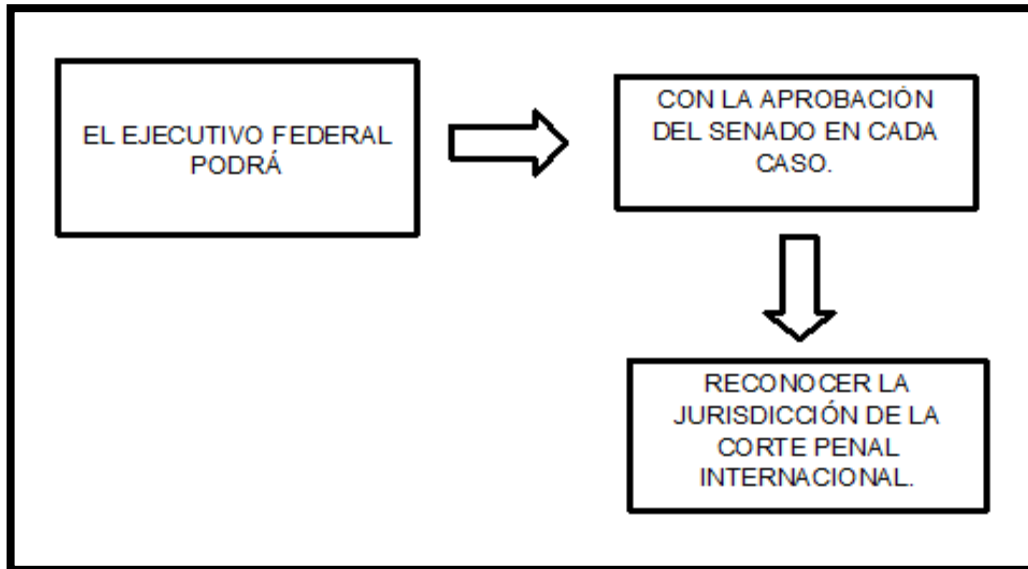 EL EJECUTIVO FEDERAL
PODRÁ
CON LA APROBACIÓN
DEL SENADO EN CADA
CASO.
RECONOCER LA
JURISDICCIÓN DE LA
CORTE PENAL
INTERNACIONAL.